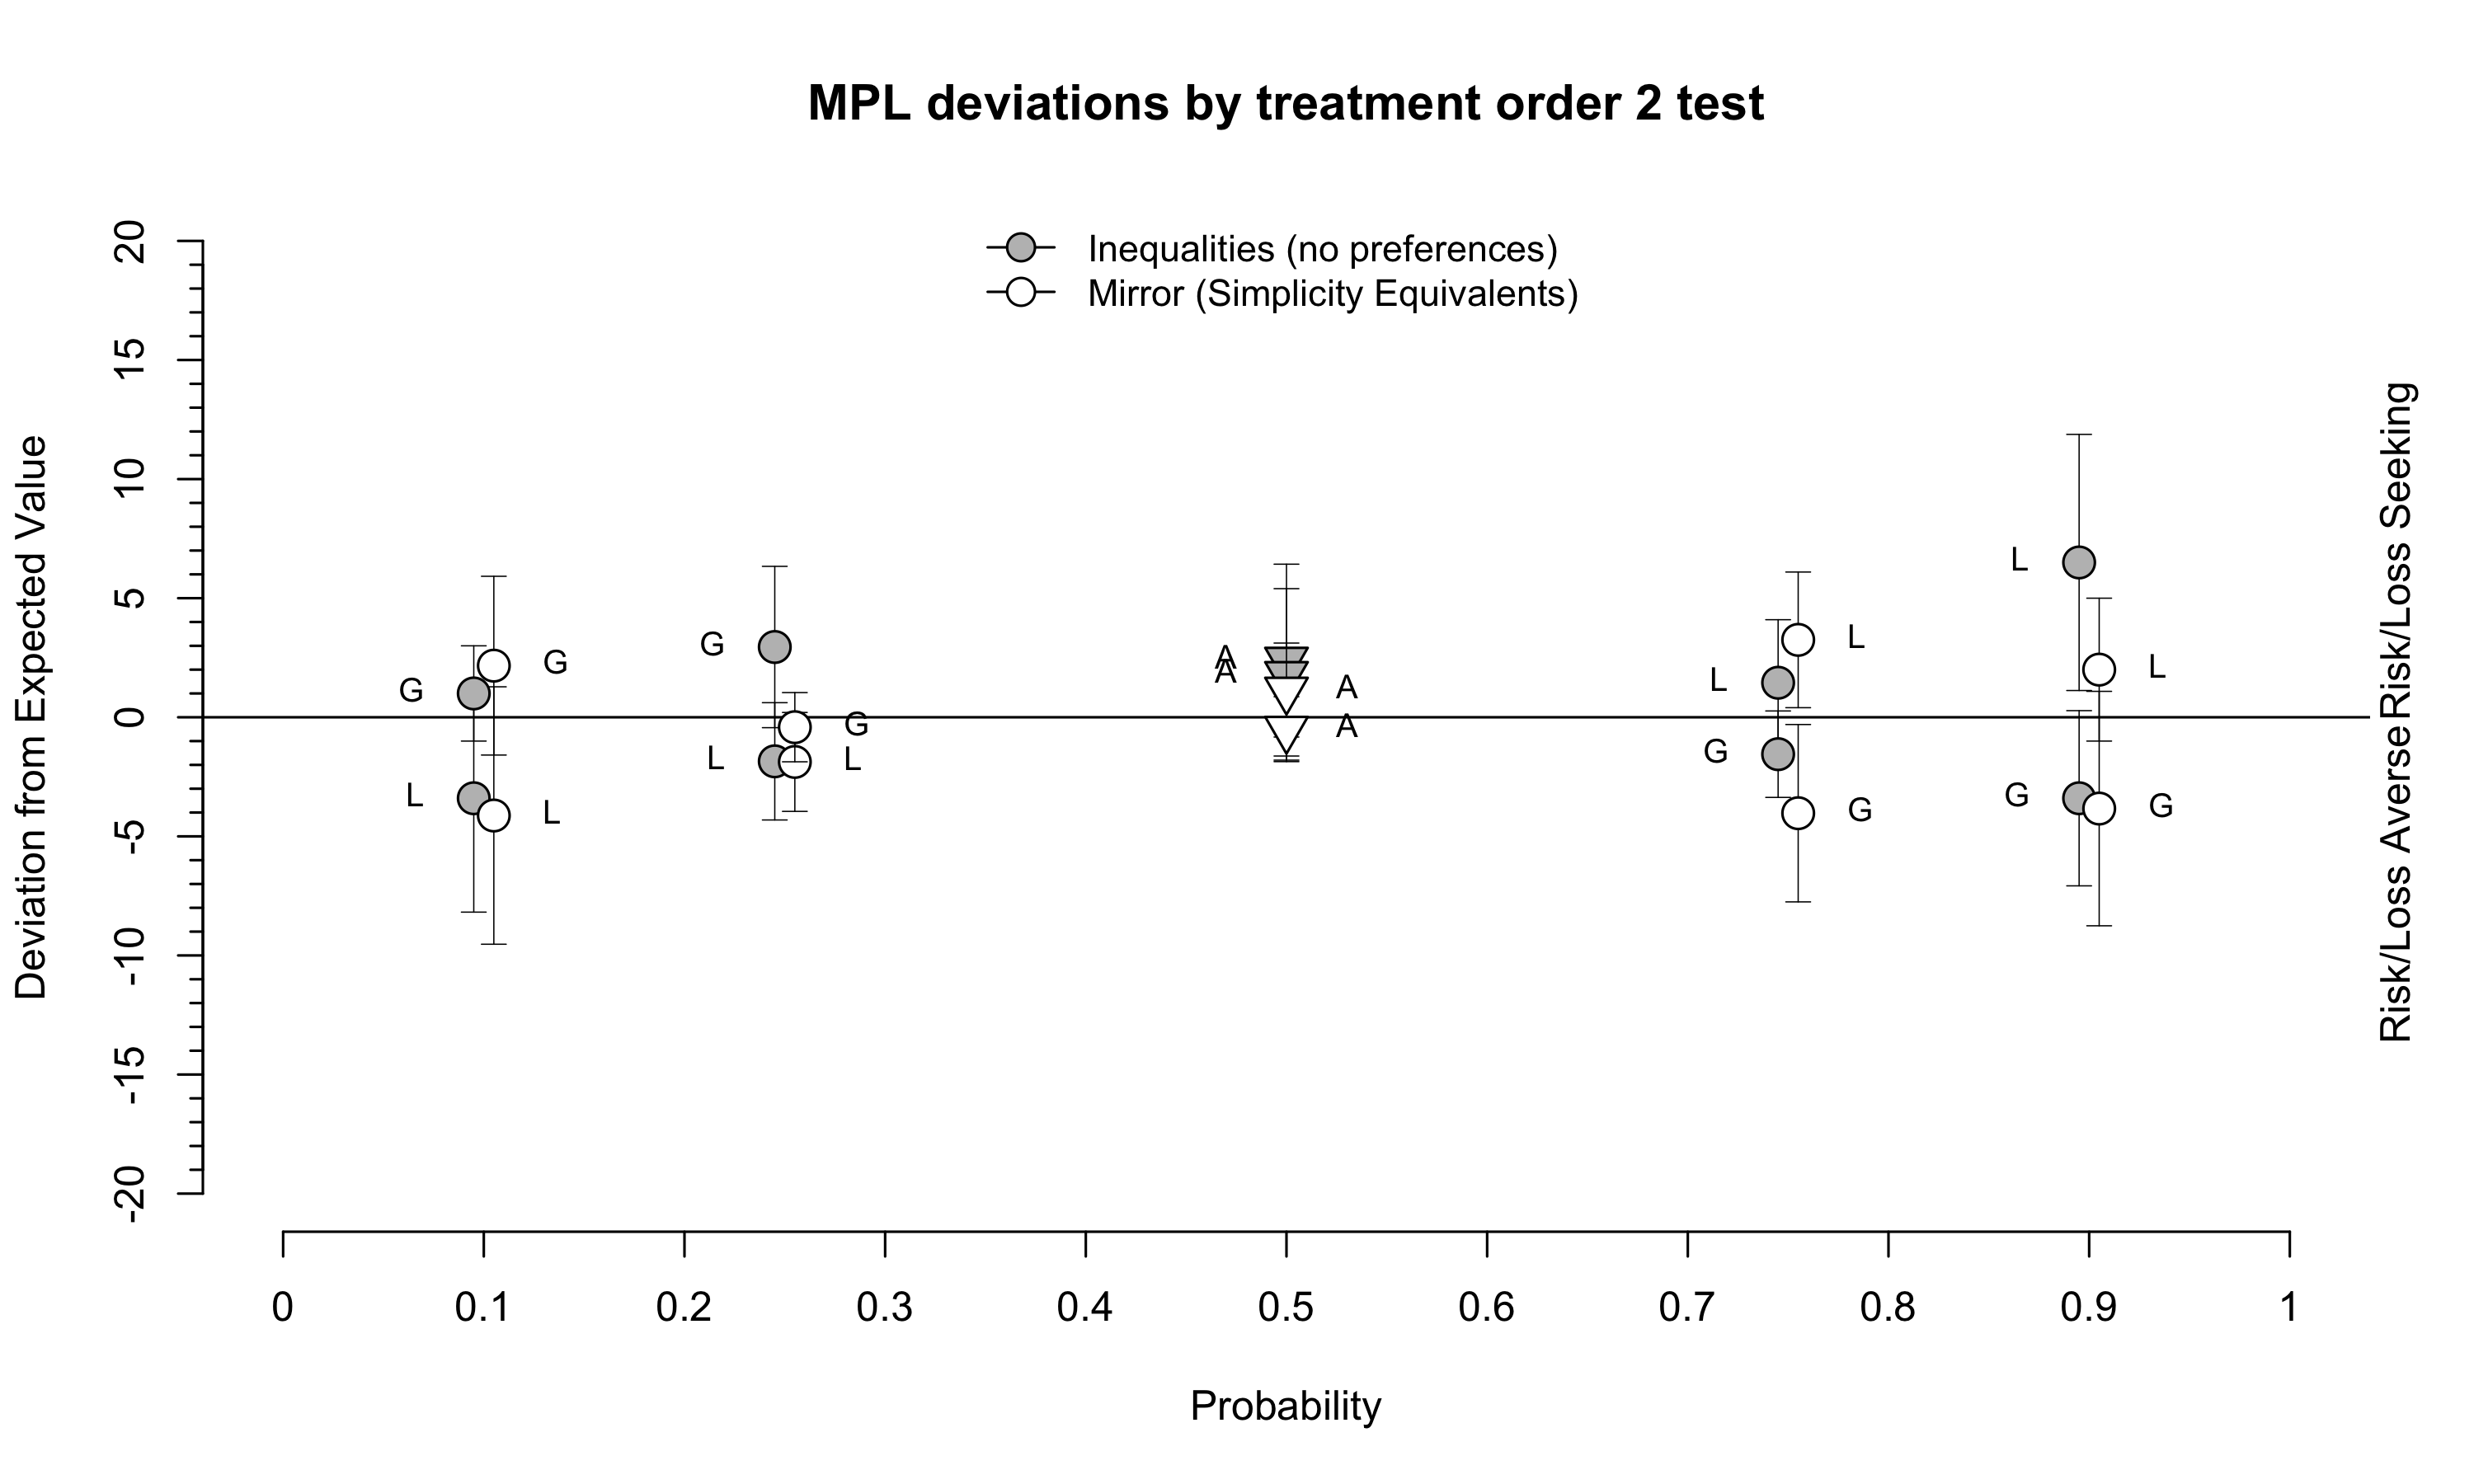 MPL deviations by treatment order 2 test
Inequalities (no preferences)
Mirror (Simplicity Equivalents)
Deviation from Expected Value
20
15
10
5
0
-5
-10
-15
-20
Risk/Loss Seeking
Risk/Loss Averse
G
G
L
L
G
G
L
L
A
A
A
A
L
L
G
G
L
L
G
G
0
0.1
0.2
0.3
0.4
0.5
0.6
0.7
0.8
0.9
1
Probability